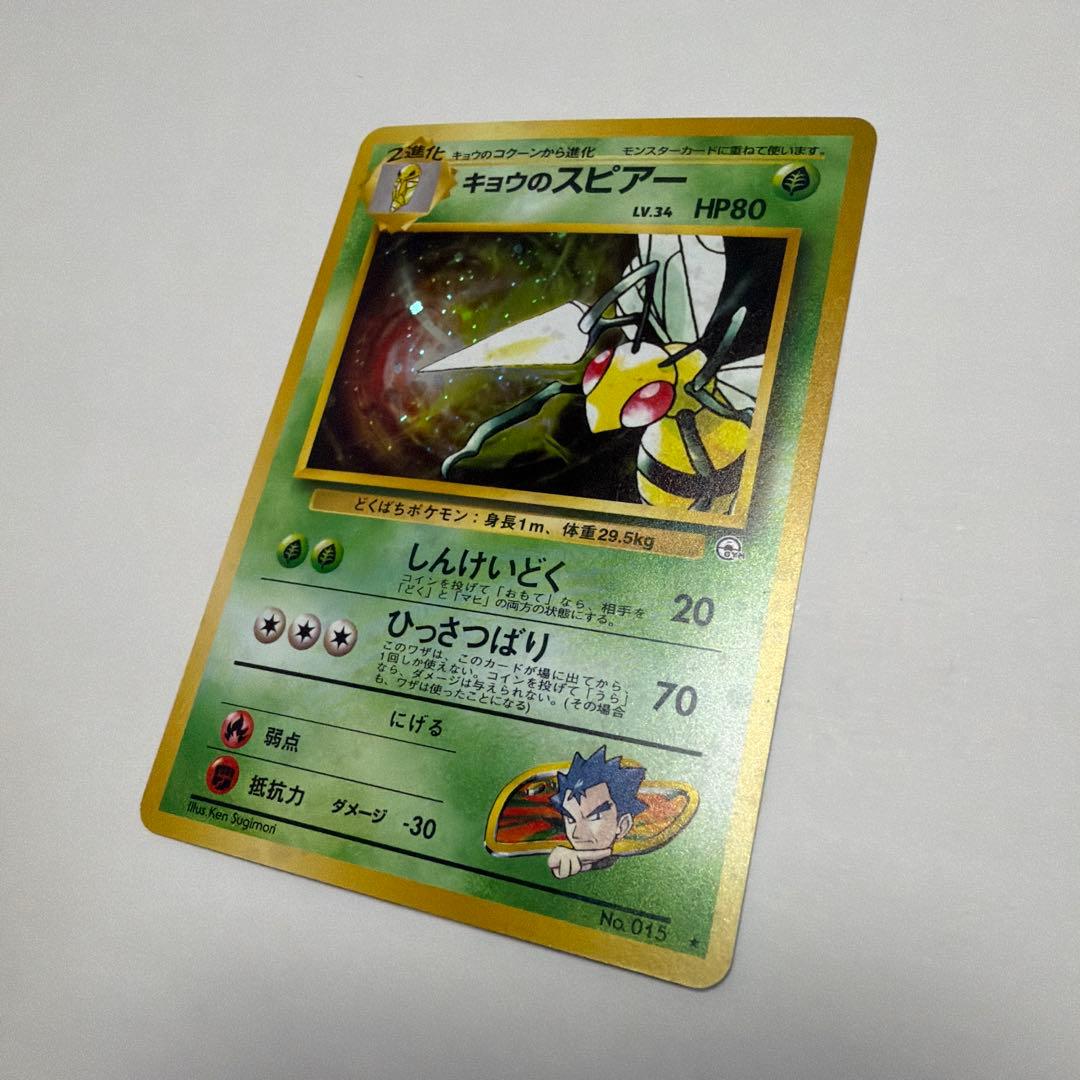 2進化 キョウのコクーンから進化 モンスターカードに重ねて使います。
キョウのスピアー
LV.34 HP80
どくばちポケモン：身長1m、体重29.5kg
GYM
しんけいどく 20
コインを投げて「おもて」なら、相手を
「どく」と「マヒ」の両方の状態にする。
ひっさつばり 70
このワザは、このカードが場に出てから、
1回しか使えない。コインを投げて「うら」
なら、ダメージは与えられない。(その場合
も、ワザは使ったことになる)
にげる
弱点
抵抗力 ダメージ -30
Illus. Ken Sugimori
No. 015 ★